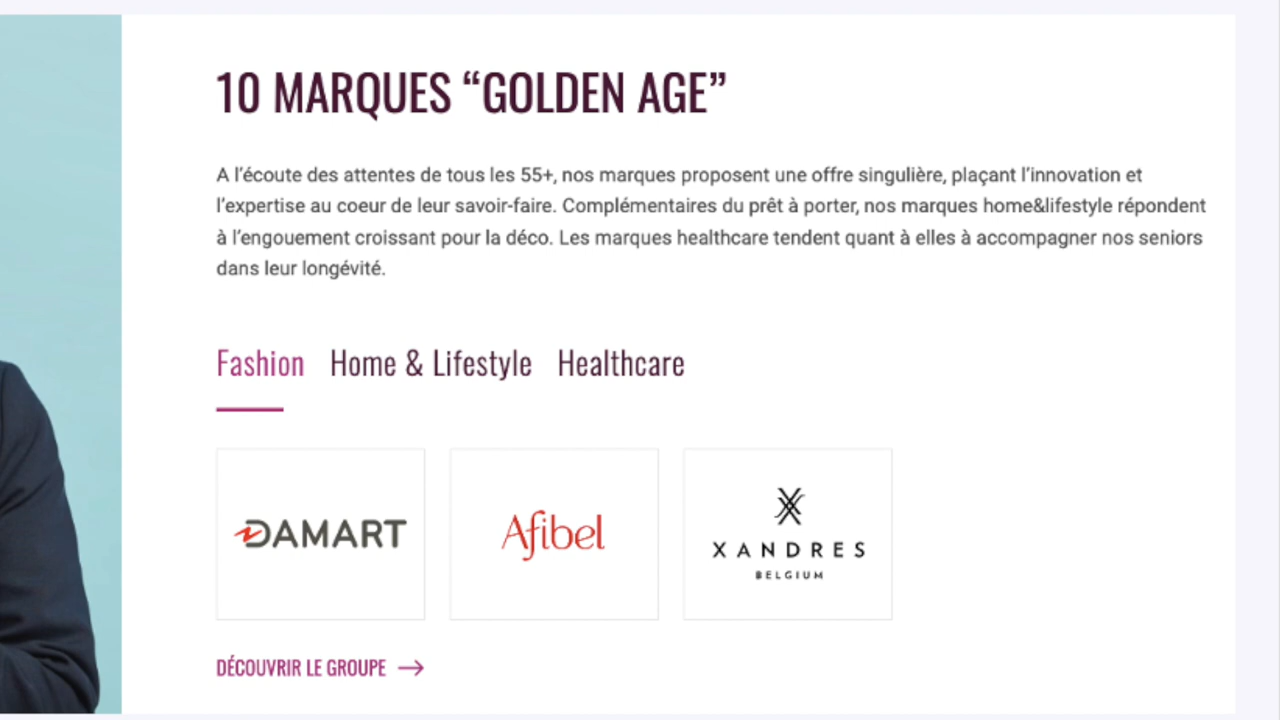 10 MARQUES “GOLDEN AGE”
A l’écoute des attentes de tous les 55+, nos marques proposent une offre singulière, plaçant l’innovation et
l’expertise au coeur de leur savoir-faire. Complémentaires du prêt à porter, nos marques home&lifestyle répondent
à l’engouement croissant pour la déco. Les marques healthcare tendent quant à elles à accompagner nos seniors
dans leur longévité.
Fashion Home & Lifestyle Healthcare
DAMART
Afibel
XANDRES
BELGIUM
DÉCOUVRIR LE GROUPE